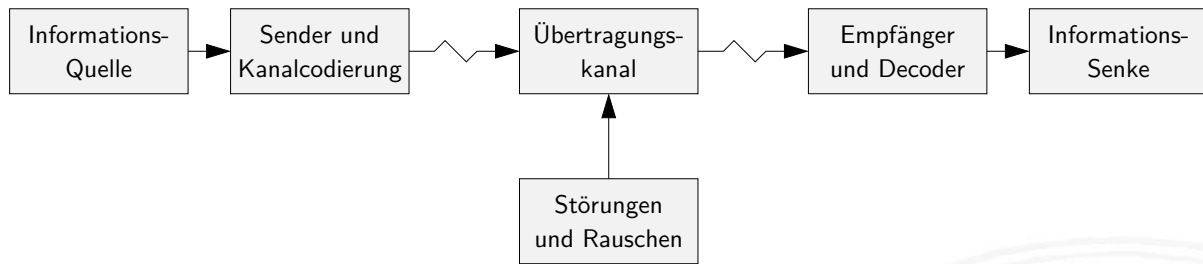 Informations-
Quelle
Sender und
Kanalcodierung
Übertragungs-
kanal
Empfänger
und Decoder
Informations-
Senke
Störungen
und Rauschen